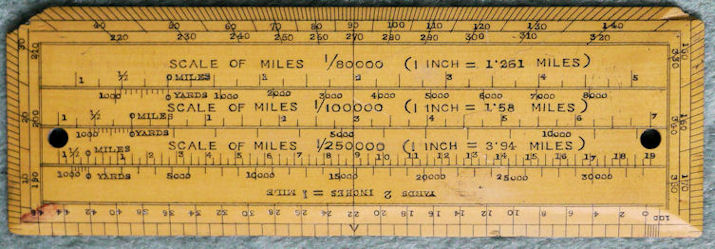 40 50 60 70 80 90 100 110 120 130 140
220 230 240 250 260 270 280 290 300 310 320
SCALE OF MILES 1/80000 (1 INCH = 1·261 MILES)
1 ½ 0 MILES 1 2 3 4 5
1000 0 YARDS 1000 2000 3000 4000 5000 6000 7000 8000
SCALE OF MILES 1/100000 (1 INCH = 1·58 MILES)
1 ½ 0 MILES 1 2 3 4 5 6 7
1000 0 YARDS 5000 10000
SCALE OF MILES 1/250000 (1 INCH = 3·94 MILES)
1 ½ 0 MILES 1 2 3 4 5 6 7 8 9 10 11 12 13 14 15 16 17 18 19
1000 0 YARDS 5000 10000 15000 20000 25000 30000
YARDS 2 INCHES = 1 MILE
44 42 40 38 36 34 32 30 28 26 24 22 20 18 16 14 12 10 8 6 4 2 0 100